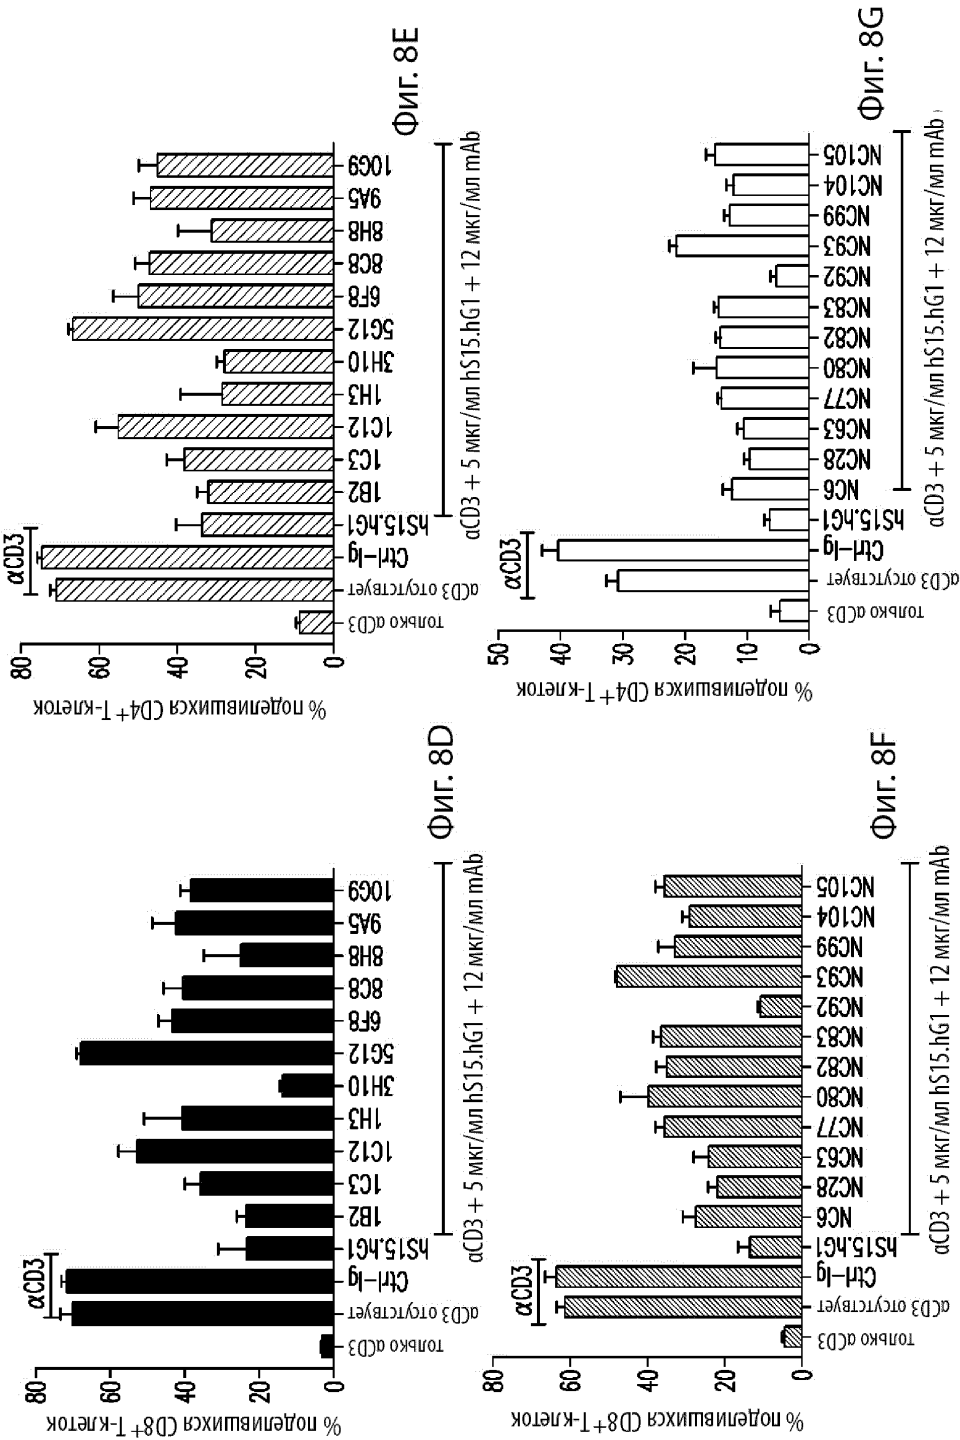 % поделившихся CD8+ Т-клеток
80
60
40
20
0
αCD3
только αCD3
αCD3 отсутствует
Ctrl–Ig
hS15.hG1
1B2
1C3
1C12
1H3
3H10
5G12
6F8
8C8
8H8
9A5
10G9
αCD3 + 5 мкг/мл hS15.hG1 + 12 мкг/мл mAb
Фиг. 8D
% поделившихся CD4+ Т-клеток
80
60
40
20
0
αCD3
только αCD3
αCD3 отсутствует
Ctrl–Ig
hS15.hG1
1B2
1C3
1C12
1H3
3H10
5G12
6F8
8C8
8H8
9A5
10G9
αCD3 + 5 мкг/мл hS15.hG1 + 12 мкг/мл mAb
Фиг. 8E
% поделившихся CD8+ Т-клеток
80
60
40
20
0
αCD3
только αCD3
αCD3 отсутствует
Ctrl–Ig
hS15.hG1
NC6
NC28
NC63
NC77
NC80
NC82
NC83
NC92
NC93
NC99
NC104
NC105
αCD3 + 5 мкг/мл hS15.hG1 + 12 мкг/мл mAb
Фиг. 8F
% поделившихся CD4+ Т-клеток
50
40
30
20
10
0
αCD3
только αCD3
αCD3 отсутствует
Ctrl–Ig
hS15.hG1
NC6
NC28
NC63
NC77
NC80
NC82
NC83
NC92
NC93
NC99
NC104
NC105
αCD3 + 5 мкг/мл hS15.hG1 + 12 мкг/мл mAb
Фиг. 8G